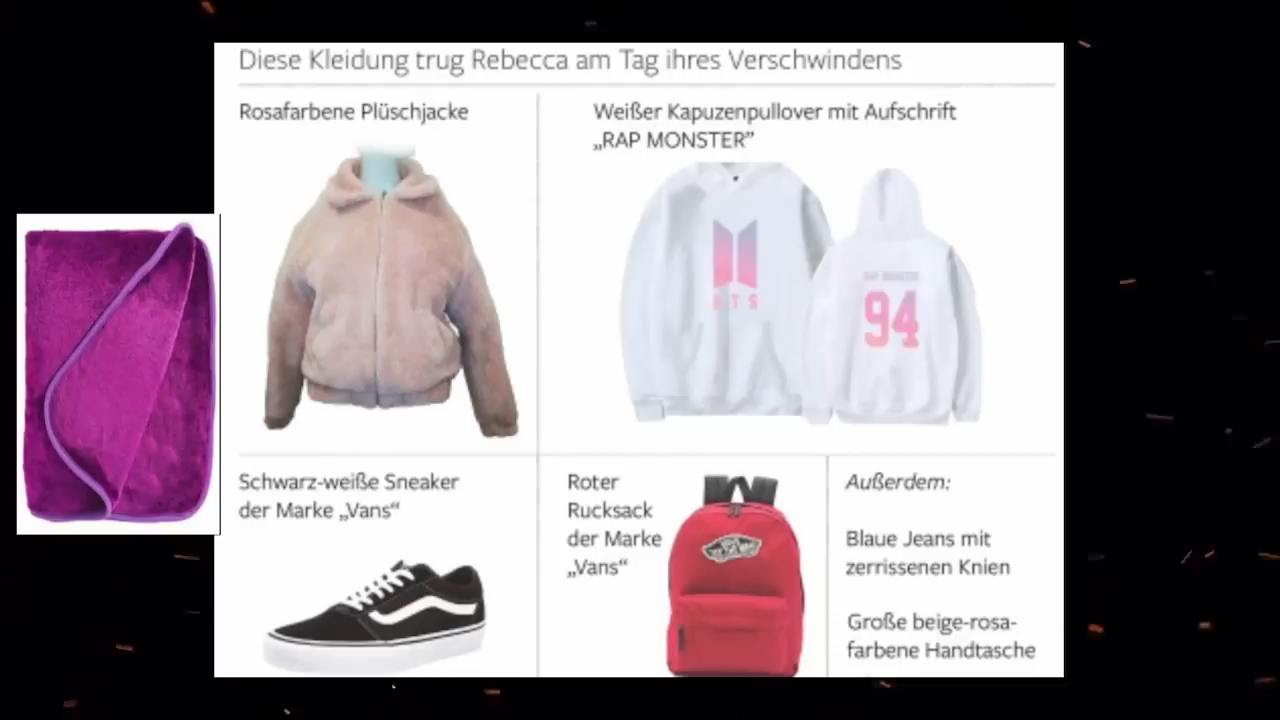 Diese Kleidung trug Rebecca am Tag ihres Verschwindens
Rosafarbene Plüschjacke
Weißer Kapuzenpullover mit Aufschrift
„RAP MONSTER”
BTS
RAP MONSTER
94
Schwarz-weiße Sneaker
der Marke „Vans“
Roter
Rucksack
der Marke
„Vans“
Außerdem:
Blaue Jeans mit
zerrissenen Knien
Große beige-rosa-
farbene Handtasche